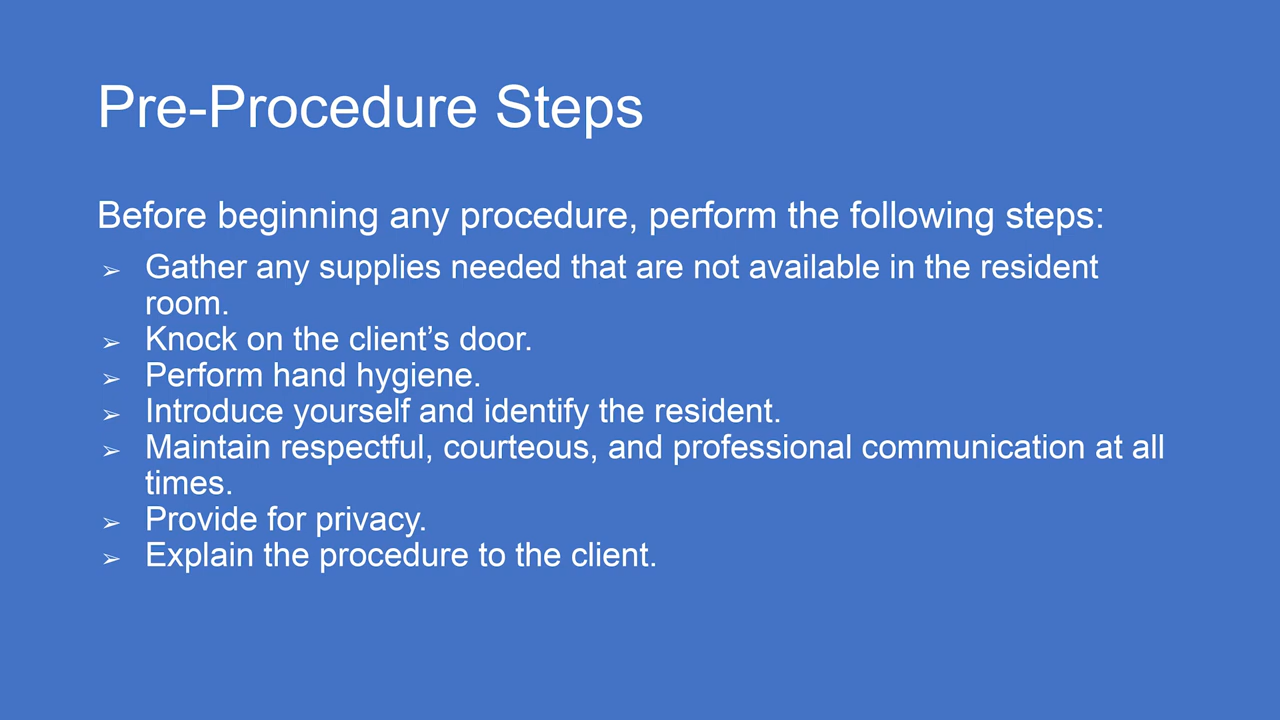 Pre-Procedure Steps
Before beginning any procedure, perform the following steps:
➢ Gather any supplies needed that are not available in the resident
room.
➢ Knock on the client’s door.
➢ Perform hand hygiene.
➢ Introduce yourself and identify the resident.
➢ Maintain respectful, courteous, and professional communication at all
times.
➢ Provide for privacy.
➢ Explain the procedure to the client.